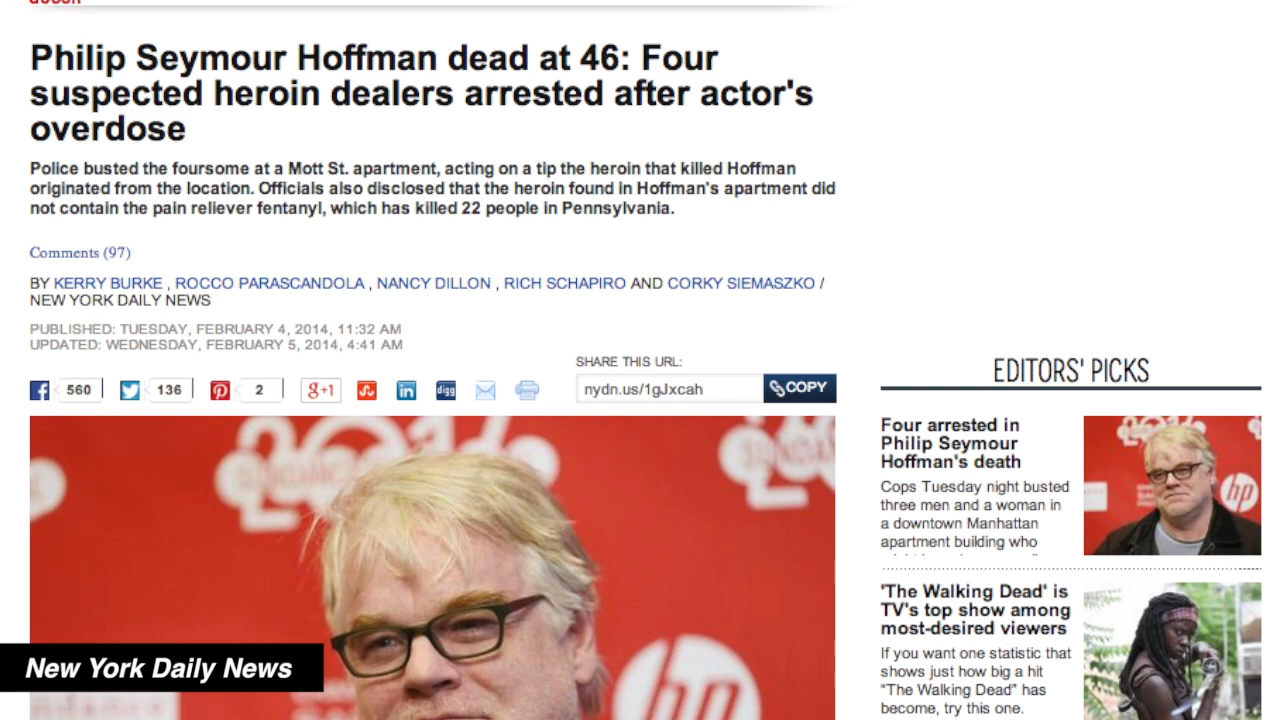 Philip Seymour Hoffman dead at 46: Four
suspected heroin dealers arrested after actor's
overdose
Police busted the foursome at a Mott St. apartment, acting on a tip the heroin that killed Hoffman
originated from the location. Officials also disclosed that the heroin found in Hoffman's apartment did
not contain the pain reliever fentanyl, which has killed 22 people in Pennsylvania.
Comments (97)
BY KERRY BURKE , ROCCO PARASCANDOLA , NANCY DILLON , RICH SCHAPIRO AND CORKY SIEMASZKO /
NEW YORK DAILY NEWS
PUBLISHED: TUESDAY, FEBRUARY 4, 2014, 11:32 AM
UPDATED: WEDNESDAY, FEBRUARY 5, 2014, 4:41 AM
SHARE THIS URL:
560
136
2
g+1
in
digg
nydn.us/1gJxcah
COPY
hp
New York Daily News
EDITORS' PICKS
Four arrested in
Philip Seymour
Hoffman's death
Cops Tuesday night busted
three men and a woman in
a downtown Manhattan
apartment building who
hp
'The Walking Dead' is
TV's top show among
most-desired viewers
If you want one statistic that
shows just how big a hit
“The Walking Dead” has
become, try this one.